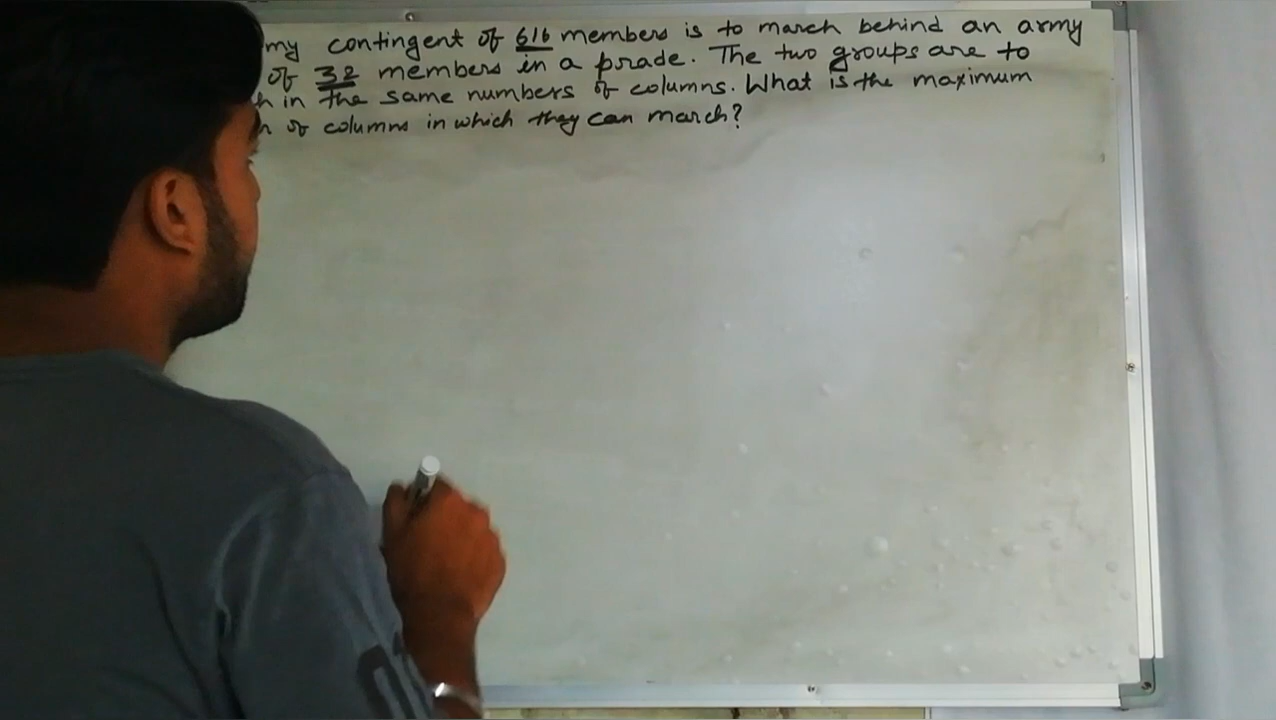 my contingent of 616 members is to march behind an army
of 32 members in a prade. The two groups are to
h in the same numbers of columns. What is the maximum
of columns in which they can march?